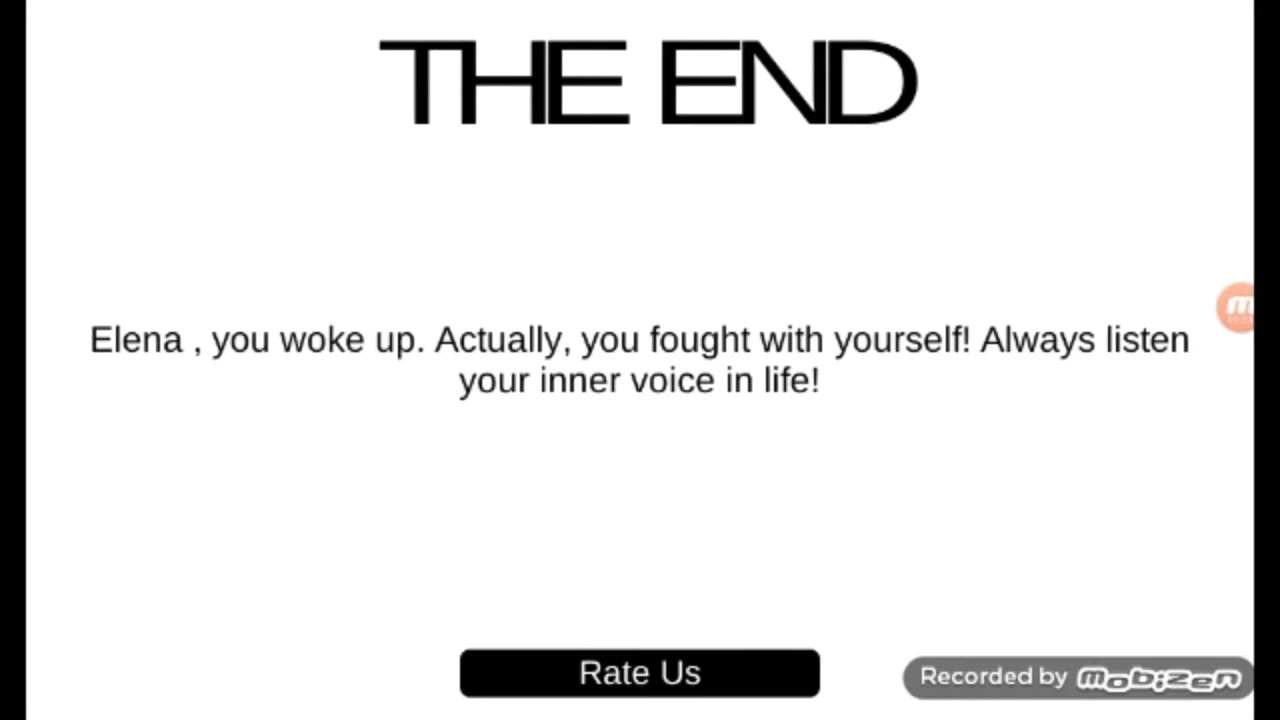 THE END
Elena , you woke up. Actually, you fought with yourself! Always listen
your inner voice in life!
Rate Us
Recorded by mobizen